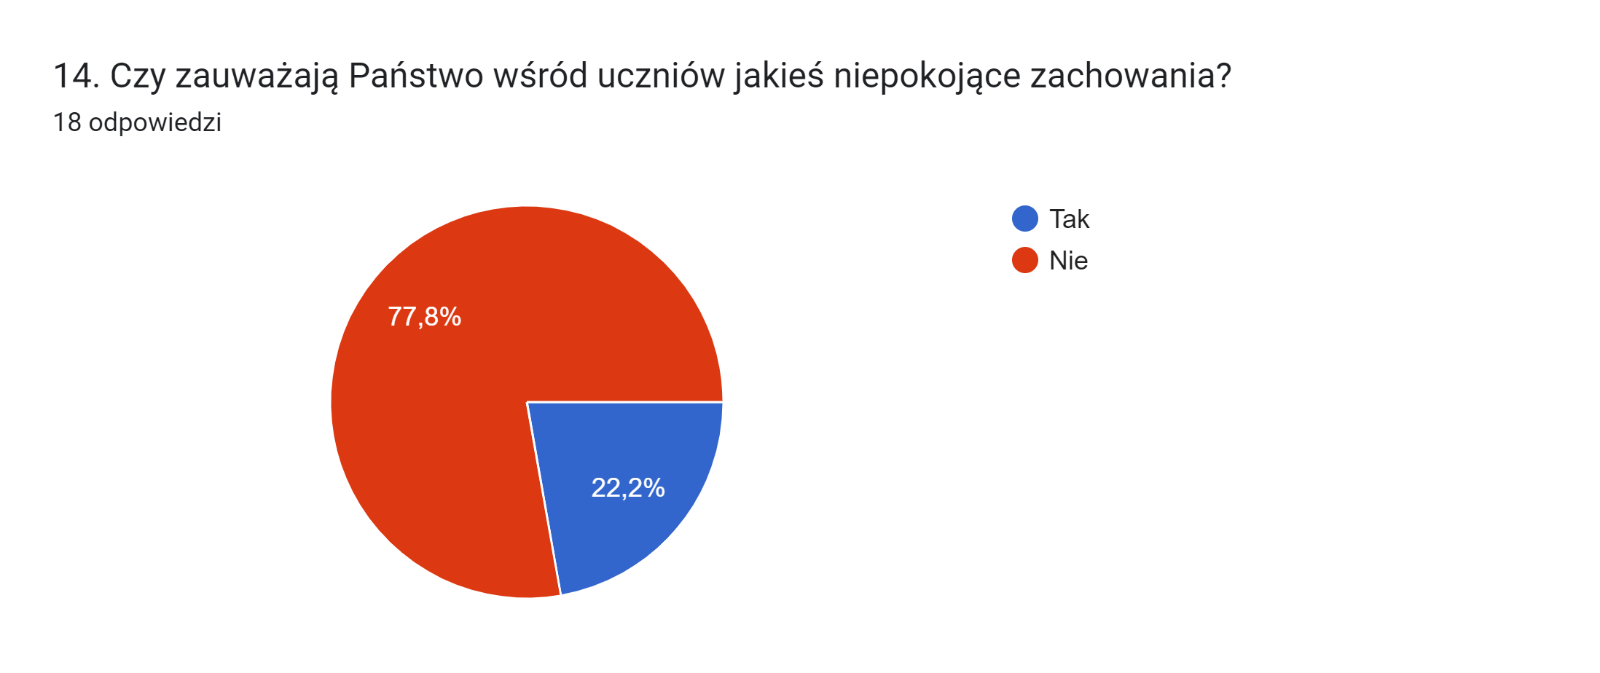 14. Czy zauważają Państwo wśród uczniów jakieś niepokojące zachowania?
18 odpowiedzi
Tak
Nie
77,8%
22,2%